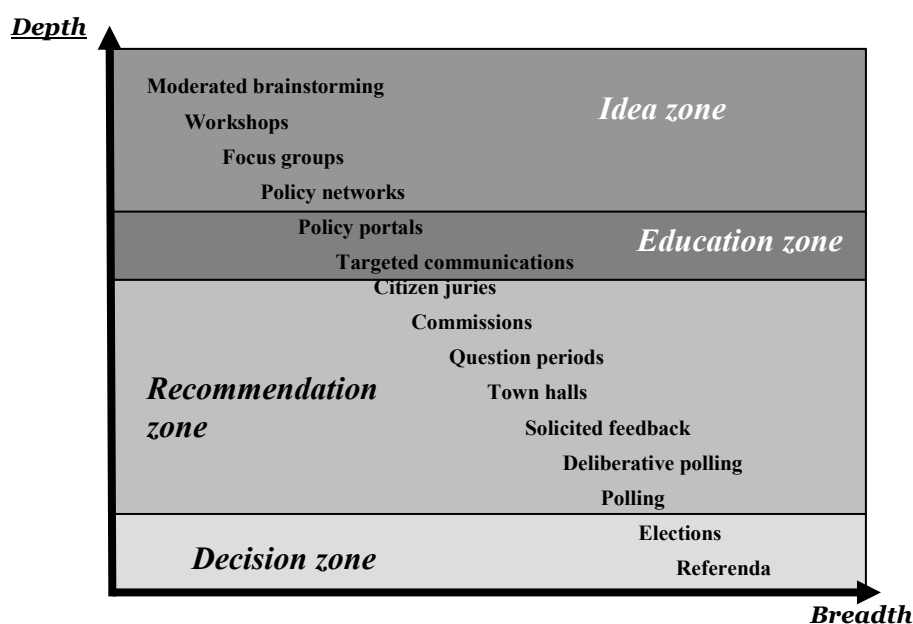 Depth
Moderated brainstorming
Idea zone
Workshops
Focus groups
Policy networks
Policy portals
Education zone
Targeted communications
Citizen juries
Commissions
Question periods
Recommendation
zone
Town halls
Solicited feedback
Deliberative polling
Polling
Elections
Decision zone
Referenda
Breadth